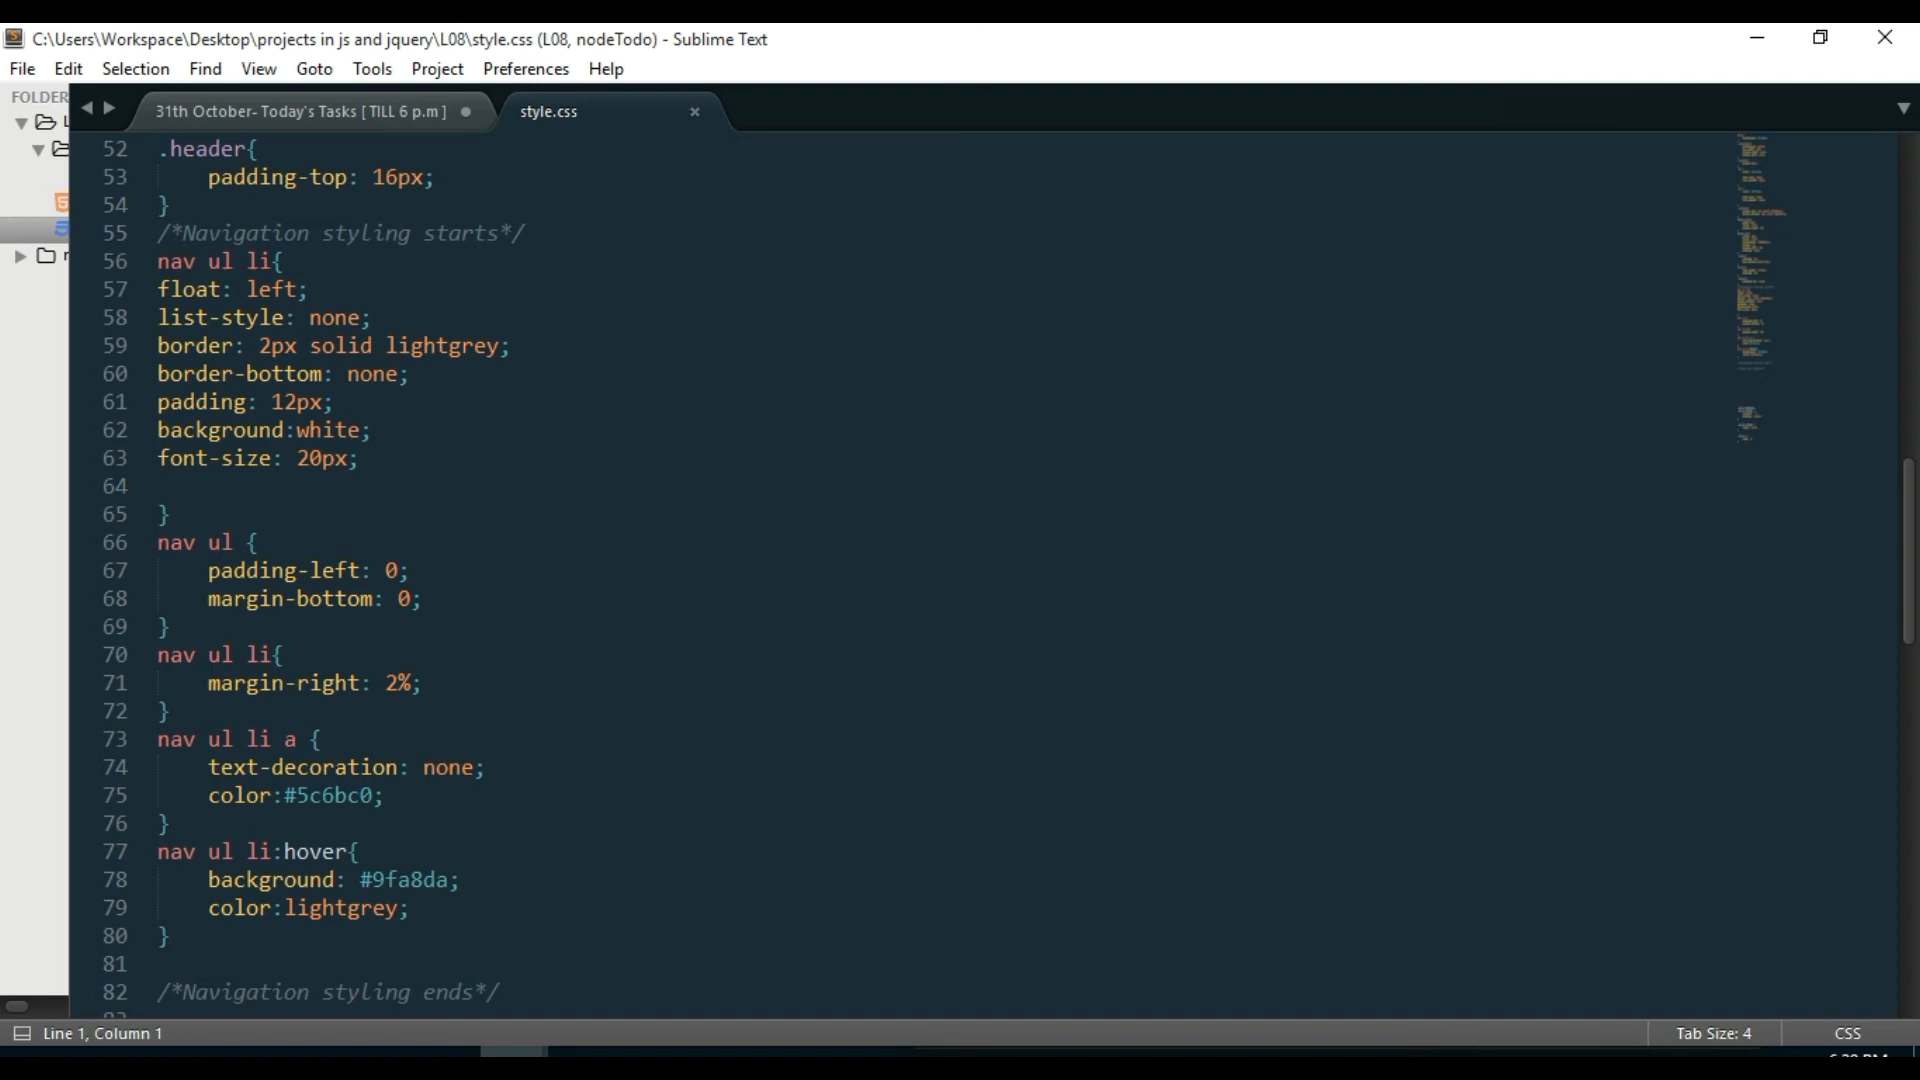 C:\Users\Workspace\Desktop\projects in js and jquery\L08\style.css (L08, nodeTodo) - Sublime Text
File Edit Selection Find View Goto Tools Project Preferences Help
FOLDER
31th October- Today's Tasks [ TILL 6 p.m ]
style.css
52 .header{
53 padding-top: 16px;
54 }
55 /*Navigation styling starts*/
56 nav ul li{
57 float: left;
58 list-style: none;
59 border: 2px solid lightgrey;
60 border-bottom: none;
61 padding: 12px;
62 background:white;
63 font-size: 20px;
64
65 }
66 nav ul {
67 padding-left: 0;
68 margin-bottom: 0;
69 }
70 nav ul li{
71 margin-right: 2%;
72 }
73 nav ul li a {
74 text-decoration: none;
75 color:#5c6bc0;
76 }
77 nav ul li:hover{
78 background: #9fa8da;
79 color:lightgrey;
80 }
81
82 /*Navigation styling ends*/
Line 1, Column 1
Tab Size: 4
CSS